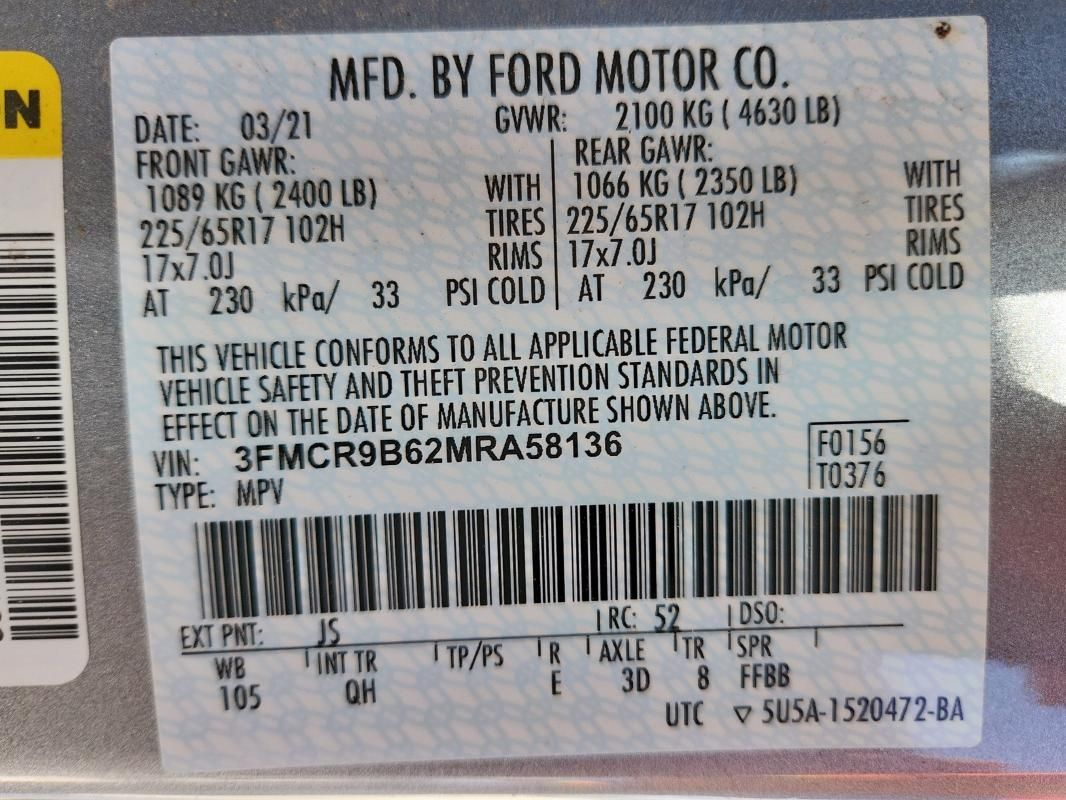 N
MFD. BY FORD MOTOR CO.
DATE: 03/21 GVWR: 2100 KG ( 4630 LB)
FRONT GAWR: REAR GAWR:
1089 KG ( 2400 LB) WITH 1066 KG ( 2350 LB) WITH
225/65R17 102H TIRES 225/65R17 102H TIRES
17x7.0J RIMS 17x7.0J RIMS
AT 230 kPa/ 33 PSI COLD AT 230 kPa/ 33 PSI COLD
THIS VEHICLE CONFORMS TO ALL APPLICABLE FEDERAL MOTOR
VEHICLE SAFETY AND THEFT PREVENTION STANDARDS IN
EFFECT ON THE DATE OF MANUFACTURE SHOWN ABOVE.
VIN: 3FMCR9B62MRA58136 F0156
TYPE: MPV T0376
EXT PNT: JS RC: 52 DSO:
WB INT TR TP/PS R AXLE TR SPR
105 QH E 3D 8 FFBB
UTC ▽ 5U5A-1520472-BA